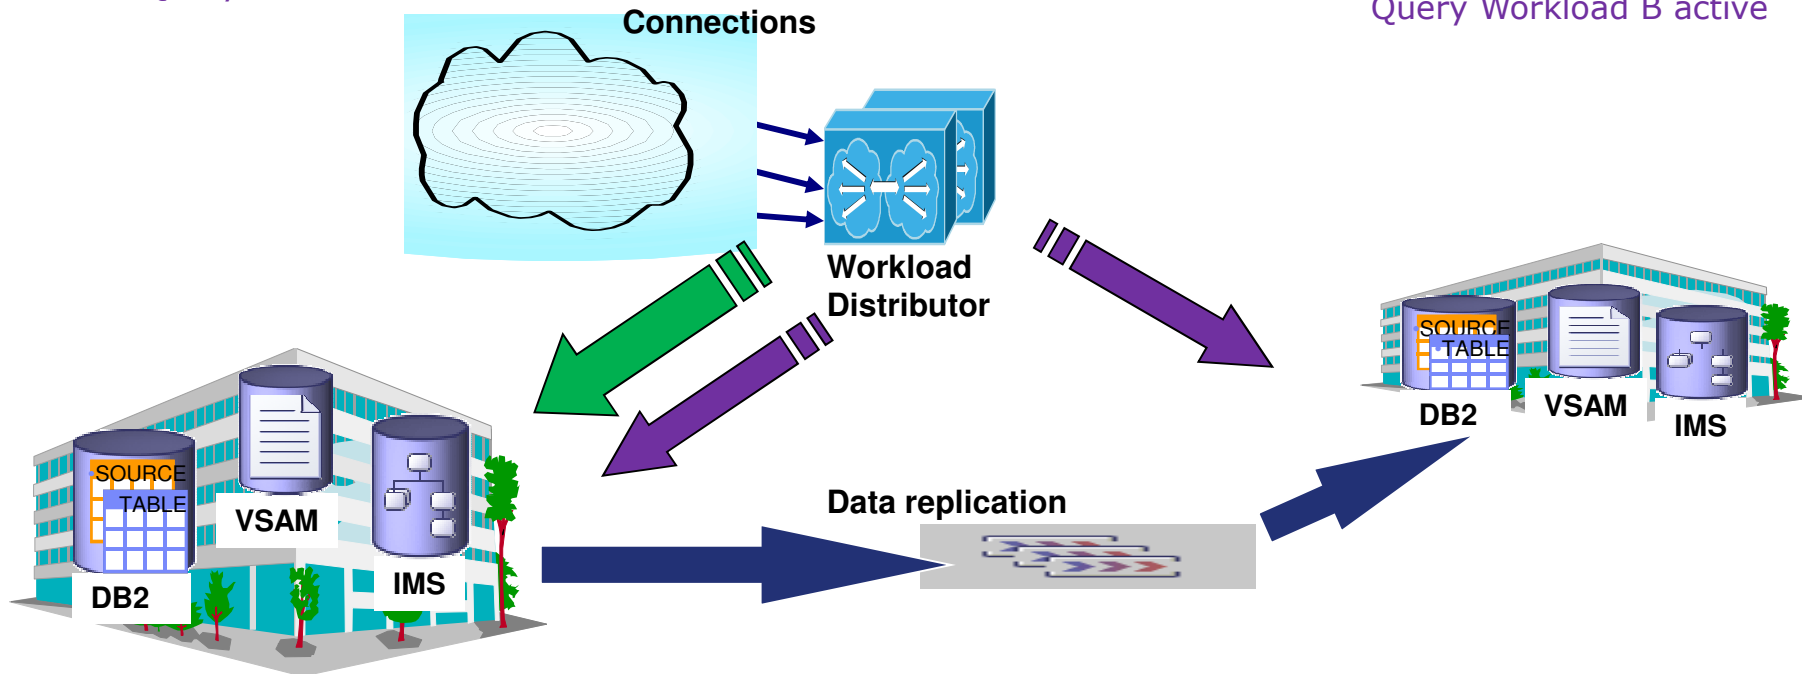 Connections
Query Workload B active
Workload
Distributor
SOURCE
TABLE
DB2
VSAM
IMS
SOURCE
TABLE
VSAM
DB2
IMS
Data replication